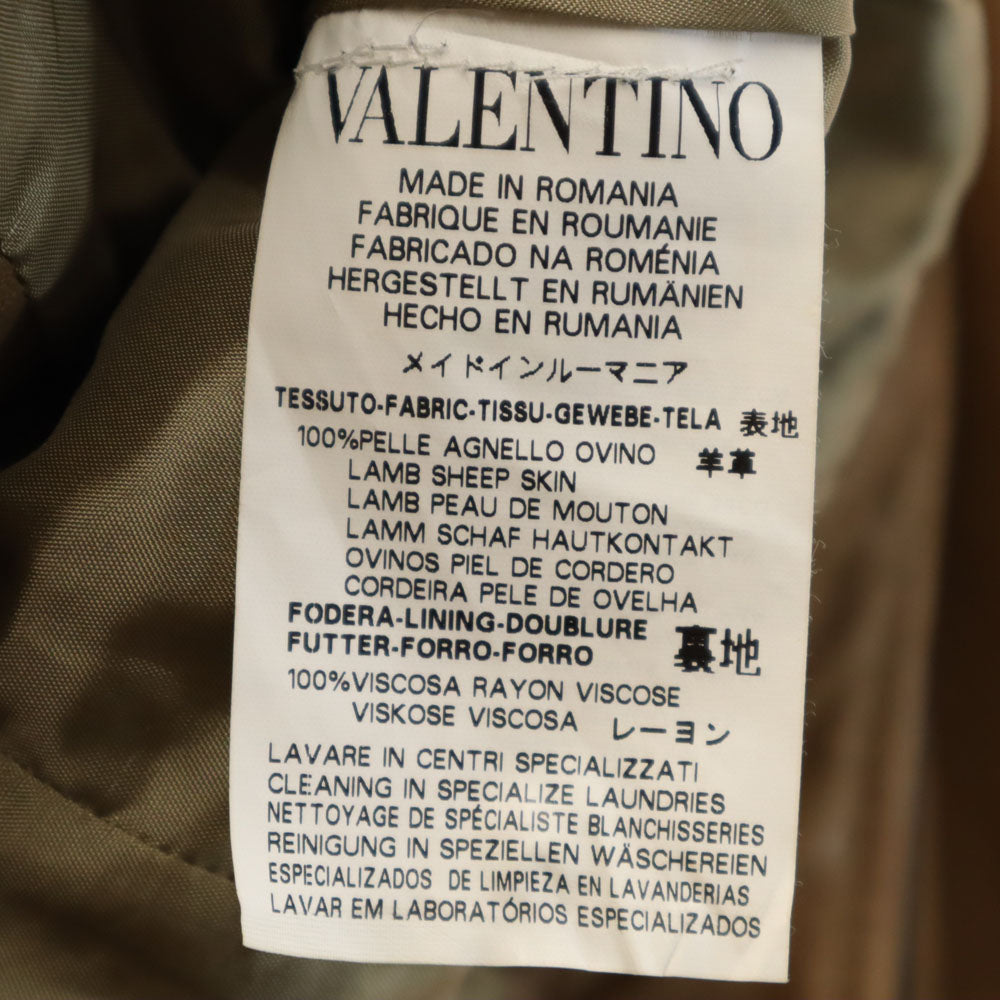 VALENTINO
MADE IN ROMANIA
FABRIQUE EN ROUMANIE
FABRICADO NA ROMÉNIA
HERGESTELLT EN RUMÄNIEN
HECHO EN RUMANIA
メイドインルーマニア
TESSUTO-FABRIC-TISSU-GEWEBE-TELA 表地
100%PELLE AGNELLO OVINO 羊革
LAMB SHEEP SKIN
LAMB PEAU DE MOUTON
LAMM SCHAF HAUTKONTAKT
OVINOS PIEL DE CORDERO
CORDEIRA PELE DE OVELHA
FODERA-LINING-DOUBLURE
FUTTER-FORRO-FORRO 裏地
100%VISCOSA RAYON VISCOSE
VISKOSE VISCOSA レーヨン
LAVARE IN CENTRI SPECIALIZZATI
CLEANING IN SPECIALIZE LAUNDRIES
NETTOYAGE DE SPÉCIALISTE BLANCHISSERIES
REINIGUNG IN SPEZIELLEN WÄSCHEREIEN
ESPECIALIZADOS DE LIMPIEZA EN LAVANDERIAS
LAVAR EM LABORATÓRIOS ESPECIALIZADOS